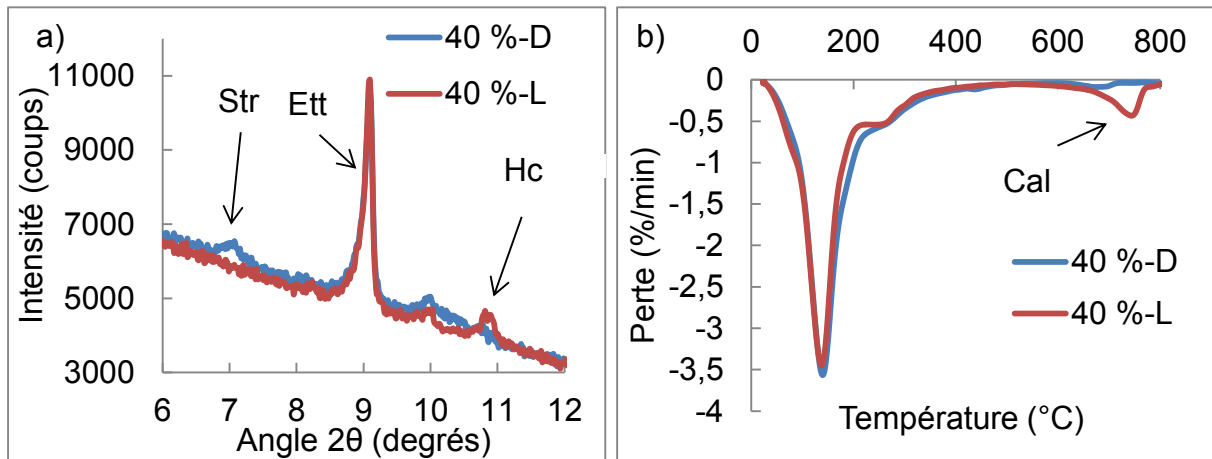 a)
40 %-D
40 %-L
Str
Ett
Hc
Intensité (coups)
11000
9000
7000
5000
3000
6 7 8 9 10 11 12
Angle 2θ (degrés)
b)
0 200 400 600 800
0
-0,5
-1
-1,5
-2
-2,5
-3
-3,5
-4
Perte (%/min)
Cal
40 %-D
40 %-L
Température (°C)